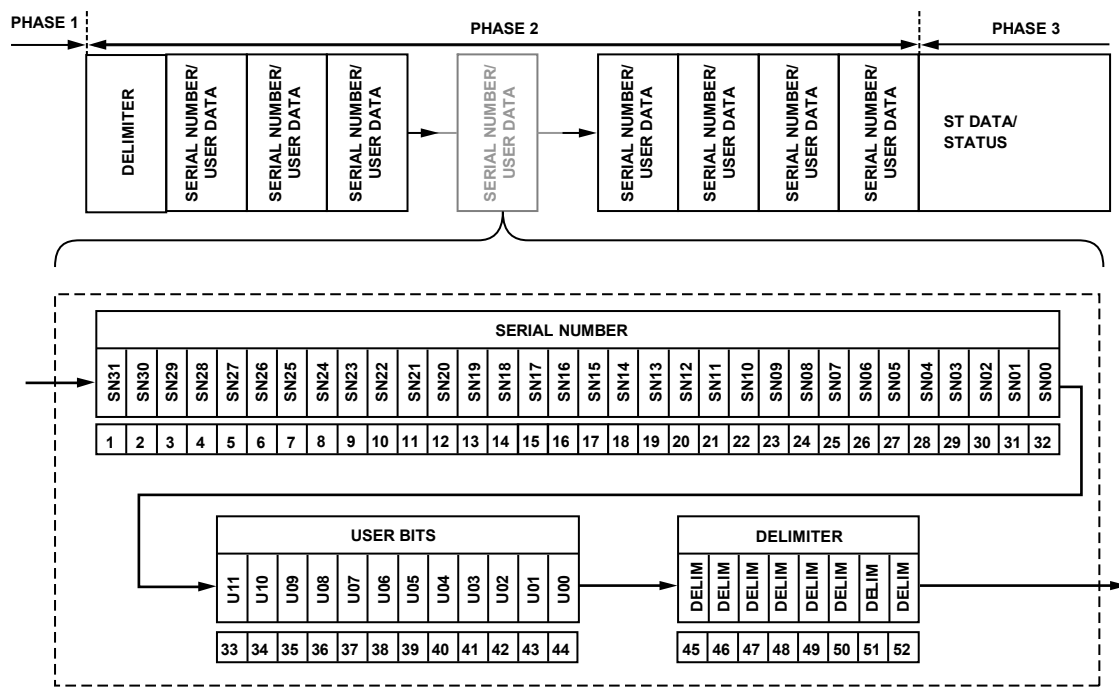 PHASE 1
PHASE 2
PHASE 3
DELIMITER
SERIAL NUMBER/
USER DATA
SERIAL NUMBER/
USER DATA
SERIAL NUMBER/
USER DATA
SERIAL NUMBER/
USER DATA
SERIAL NUMBER/
USER DATA
SERIAL NUMBER/
USER DATA
SERIAL NUMBER/
USER DATA
SERIAL NUMBER/
USER DATA
ST DATA/
STATUS
SERIAL NUMBER
SN31 SN30 SN29 SN28 SN27 SN26 SN25 SN24 SN23 SN22 SN21 SN20 SN19 SN18 SN17 SN16 SN15 SN14 SN13 SN12 SN11 SN10 SN09 SN08 SN07 SN06 SN05 SN04 SN03 SN02 SN01 SN00
1 2 3 4 5 6 7 8 9 10 11 12 13 14 15 16 17 18 19 20 21 22 23 24 25 26 27 28 29 30 31 32
USER BITS
U11 U10 U09 U08 U07 U06 U05 U04 U03 U02 U01 U00
33 34 35 36 37 38 39 40 41 42 43 44
DELIMITER
DELIM DELIM DELIM DELIM DELIM DELIM DELIM DELIM
45 46 47 48 49 50 51 52